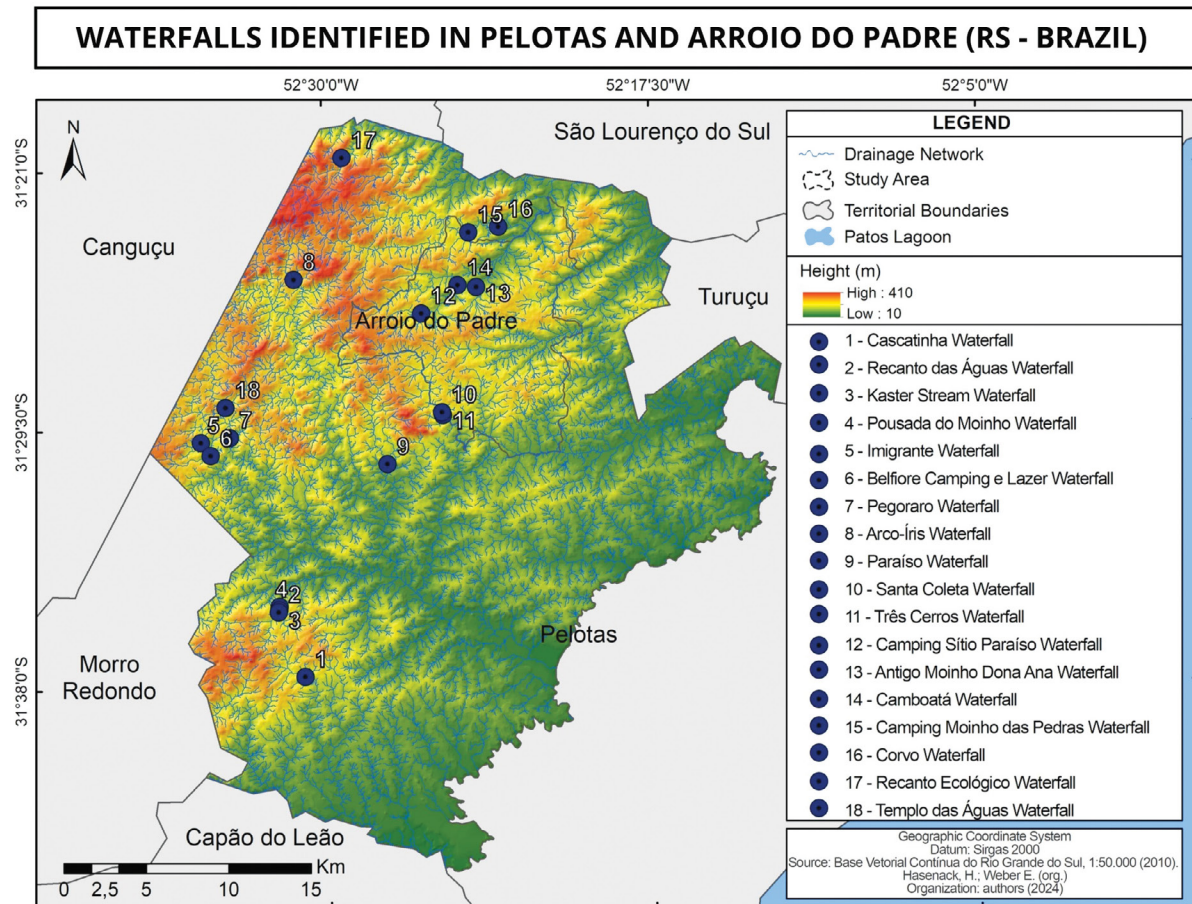 WATERFALLS IDENTIFIED IN PELOTAS AND ARROIO DO PADRE (RS - BRAZIL)
52°30'0"W
52°17'30"W
52°5'0"W
31°21'0"S
31°29'30"S
31°38'0"S
N
São Lourenço do Sul
Canguçu
Turuçu
Arroio do Padre
Pelotas
Morro
Redondo
Capão do Leão
17
16
15
8
14
13
12
18
10
7
5
11
6
9
4
2
3
1
Km
0 2,5 5 10 15
LEGEND
Drainage Network
Study Area
Territorial Boundaries
Patos Lagoon
Height (m)
High : 410
Low : 10
1 - Cascatinha Waterfall
2 - Recanto das Águas Waterfall
3 - Kaster Stream Waterfall
4 - Pousada do Moinho Waterfall
5 - Imigrante Waterfall
6 - Belfiore Camping e Lazer Waterfall
7 - Pegoraro Waterfall
8 - Arco-Íris Waterfall
9 - Paraíso Waterfall
10 - Santa Coleta Waterfall
11 - Três Cerros Waterfall
12 - Camping Sítio Paraíso Waterfall
13 - Antigo Moinho Dona Ana Waterfall
14 - Camboatá Waterfall
15 - Camping Moinho das Pedras Waterfall
16 - Corvo Waterfall
17 - Recanto Ecológico Waterfall
18 - Templo das Águas Waterfall
Geographic Coordinate System
Datum: Sirgas 2000
Source: Base Vetorial Contínua do Rio Grande do Sul, 1:50.000 (2010).
Hasenack, H.; Weber E. (org.)
Organization: authors (2024)